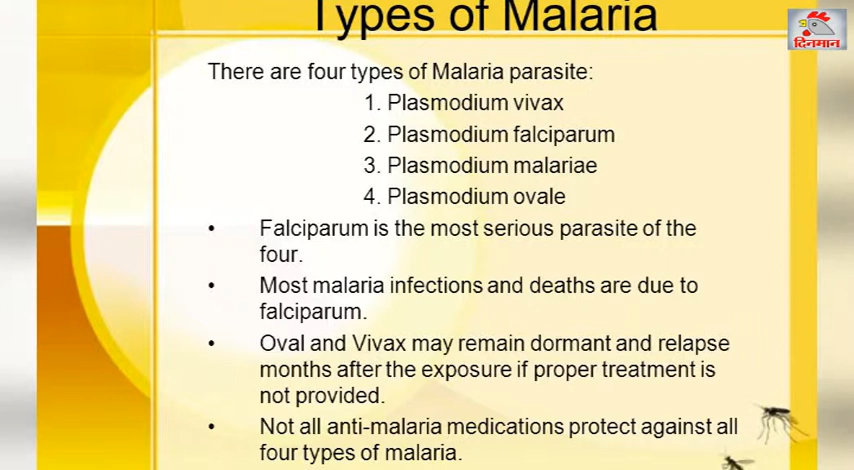 Types of Malaria
दिनमान
There are four types of Malaria parasite:
1. Plasmodium vivax
2. Plasmodium falciparum
3. Plasmodium malariae
4. Plasmodium ovale
• Falciparum is the most serious parasite of the
four.
• Most malaria infections and deaths are due to
falciparum.
• Oval and Vivax may remain dormant and relapse
months after the exposure if proper treatment is
not provided.
• Not all anti-malaria medications protect against all
four types of malaria.